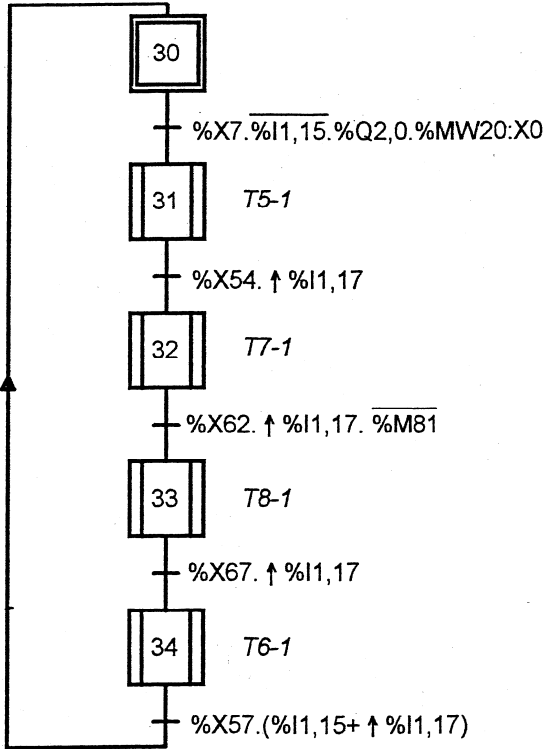 30
%X7.%I1,15.%Q2,0.%MW20:X0
31 T5-1
%X54. ↑ %I1,17
32 T7-1
%X62. ↑ %I1,17. %M81
33 T8-1
%X67. ↑ %I1,17
34 T6-1
%X57.(%I1,15+ ↑ %I1,17)